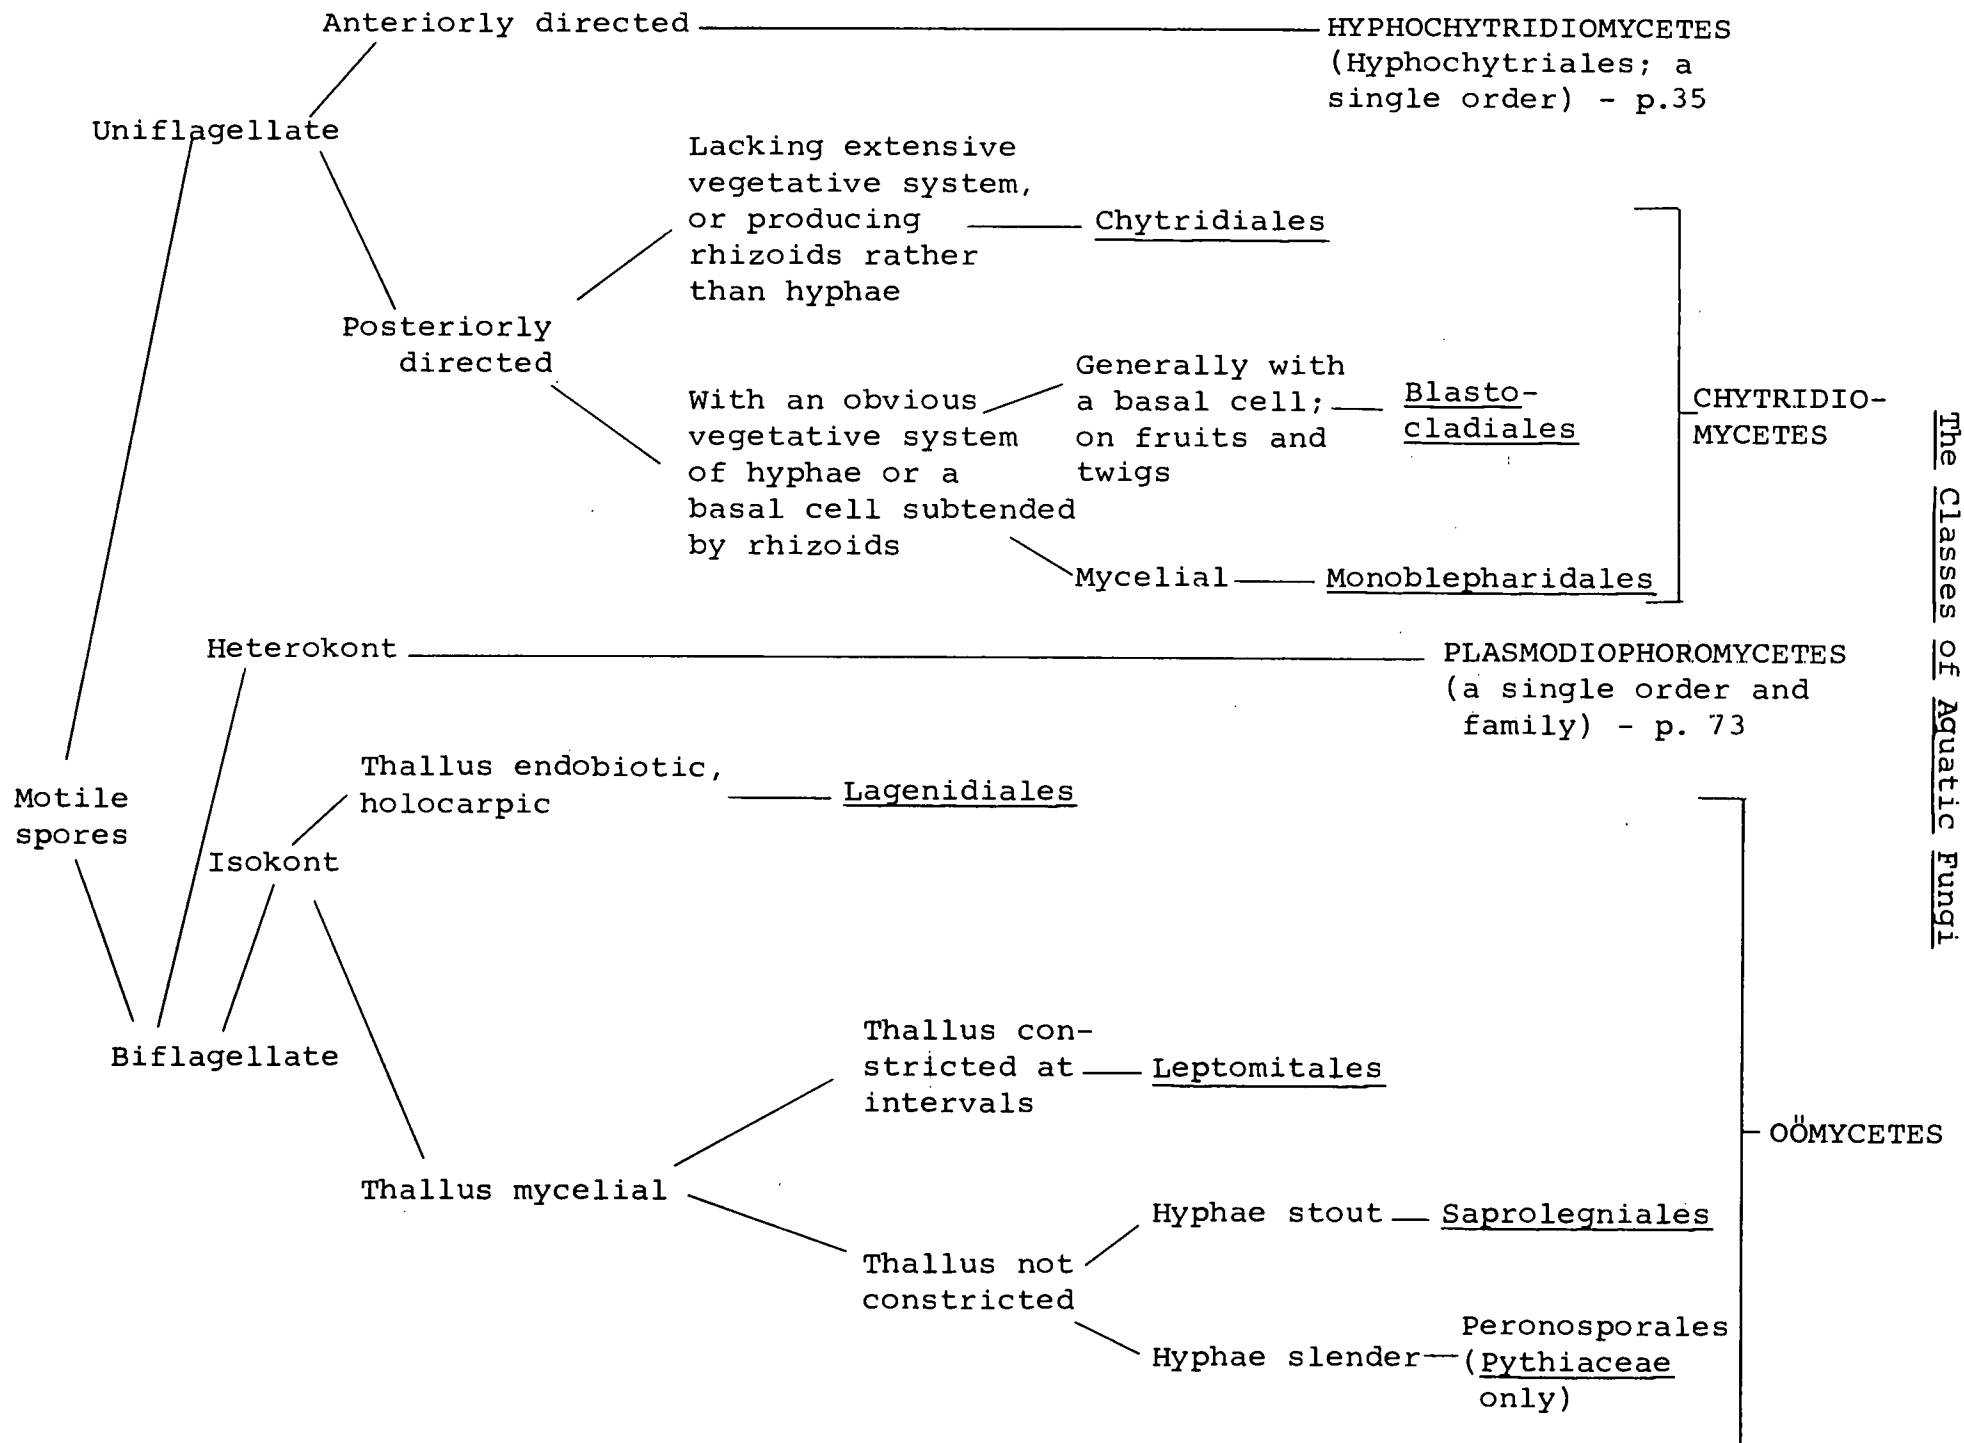 The Classes of Aquatic Fungi
Anteriorly directed
HYPHOCHYTRIDIOMYCETES
(Hyphochytriales; a
single order) - p.35
Uniflagellate
Lacking extensive
vegetative system,
or producing
rhizoids rather
than hyphae
Chytridiales
Posteriorly
directed
With an obvious
vegetative system
of hyphae or a
basal cell subtended
by rhizoids
Generally with
a basal cell;
on fruits and
twigs
Blasto-
cladiales
CHYTRIDIO-
MYCETES
Mycelial
Monoblepharidales
Heterokont
PLASMODIOPHOROMYCETES
(a single order and
family) - p. 73
Motile
spores
Thallus endobiotic,
holocarpic
Lagenidiales
Isokont
Biflagellate
Thallus con-
stricted at
intervals
Leptomitales
OÖMYCETES
Thallus mycelial
Hyphae stout
Saprolegniales
Thallus not
constricted
Hyphae slender
Peronosporales
(Pythiaceae
only)